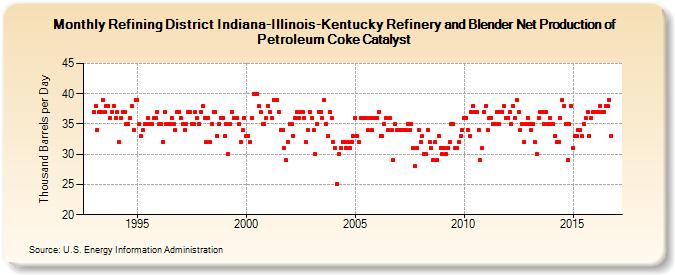 Monthly Refining District Indiana-Illinois-Kentucky Refinery and Blender Net Production of
Petroleum Coke Catalyst
Thousand Barrels per Day
45
40
35
30
25
20
1995
2000
2005
2010
2015
Source: U.S. Energy Information Administration